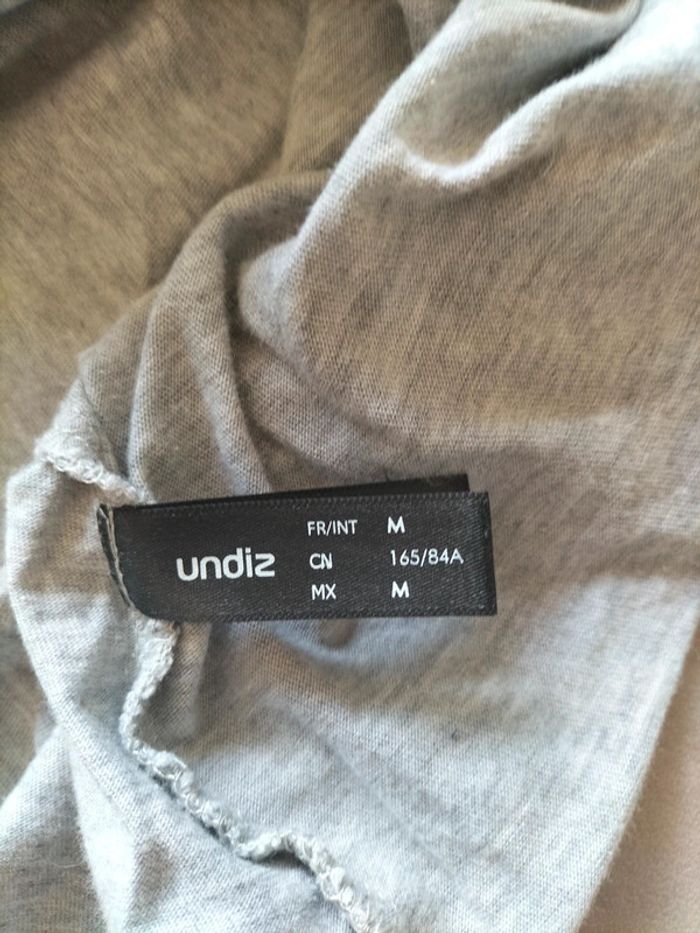 undiz
FR/INT M
CN 165/84A
MX M